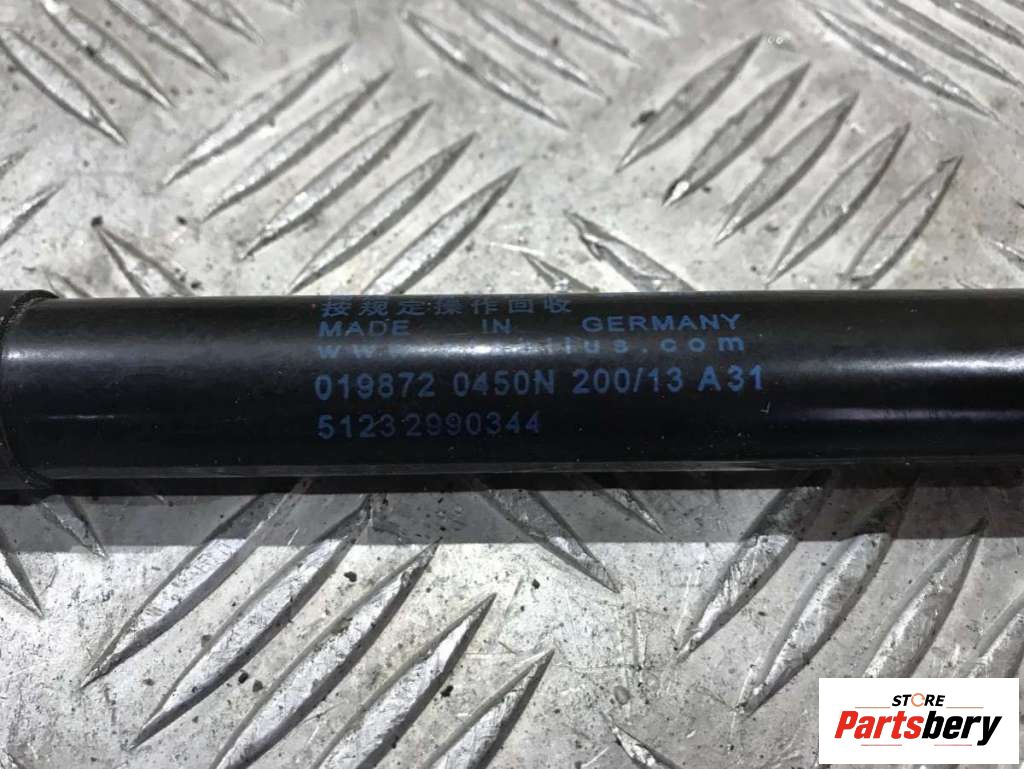 按规定操作回收
MADE IN GERMANY
019872 0450N 200/13 A31
51232990344
STORE
Partsbery